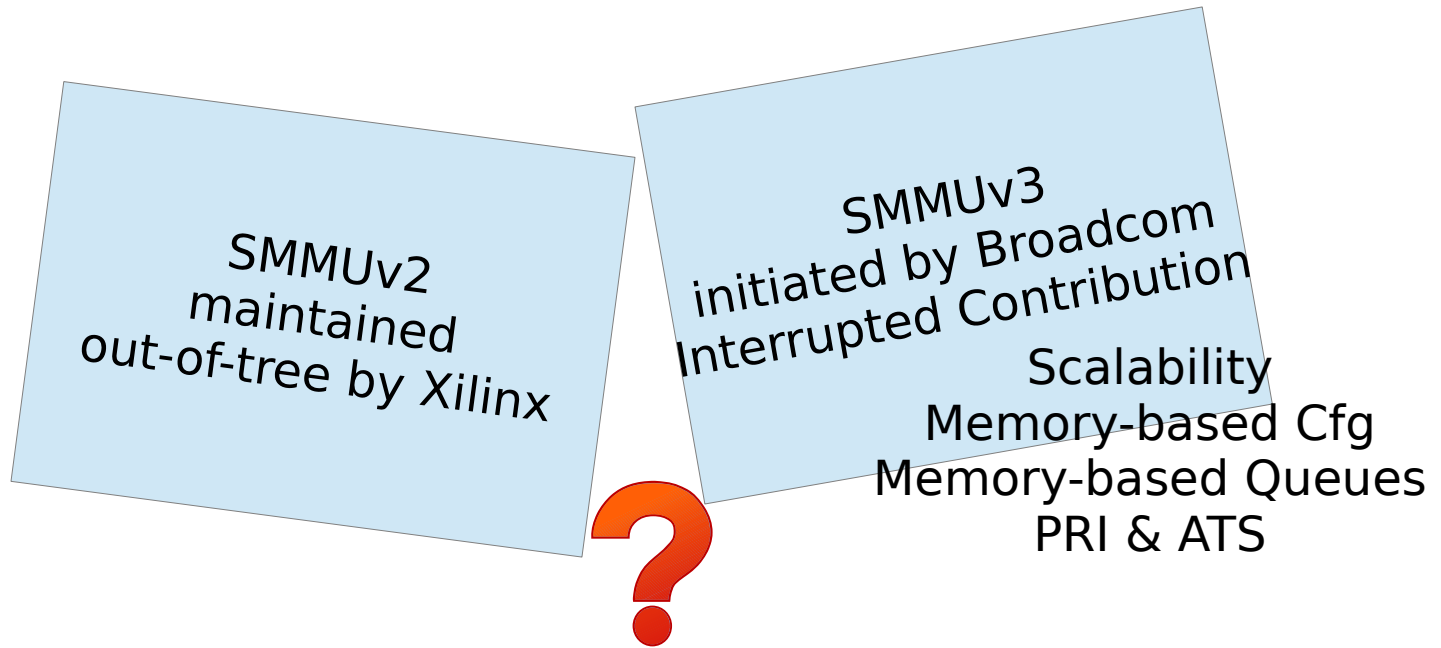 SMMUv2
maintained
out-of-tree by Xilinx
SMMUv3
initiated by Broadcom
Interrupted Contribution
Scalability
Memory-based Cfg
Memory-based Queues
PRI & ATS
?